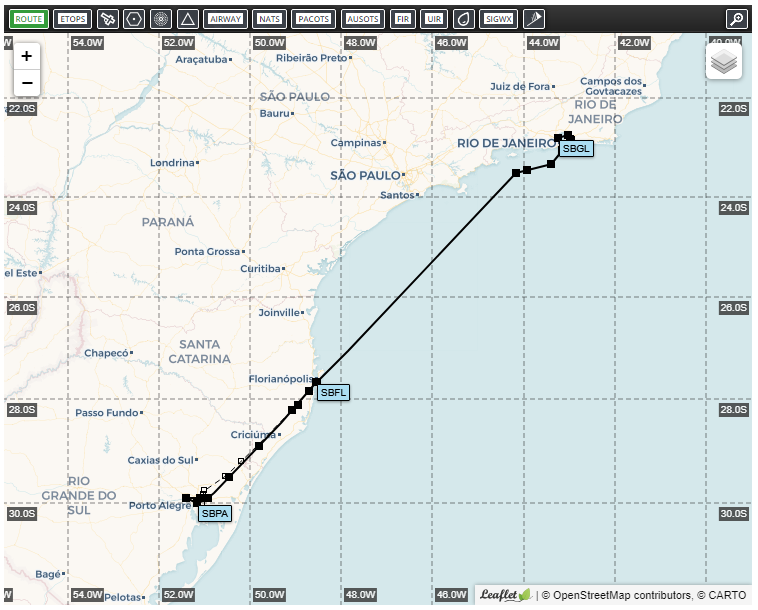 ROUTE ETOPS AIRWAY NATS PACOTS AUSOTS FIR UIR SIGWX
54.0W 52.0W 50.0W 48.0W 46.0W 44.0W 42.0W 40.0W
+
−
Araçatuba
Ribeirão Preto
Juiz de Fora
Campos dos
Goytacazes
SÃO PAULO
22.0S 22.0S
Bauru
RIO DE
JANEIRO
Campinas
RIO DE JANEIRO
SBGL
Londrina
SÃO PAULO
Santos
24.0S 24.0S
PARANÁ
Ponta Grossa
Curitiba
el Este
26.0S 26.0S
Joinville
SANTA
CATARINA
Chapecó
Florianópolis
SBFL
28.0S 28.0S
Passo Fundo
Criciúma
Caxias do Sul
RIO
GRANDE DO
SUL
Porto Alegre
SBPA
30.0S 30.0S
Bagé
Pelotas
W 54.0W 52.0W 50.0W 48.0W 46.0W
Leaflet | © OpenStreetMap contributors, © CARTO